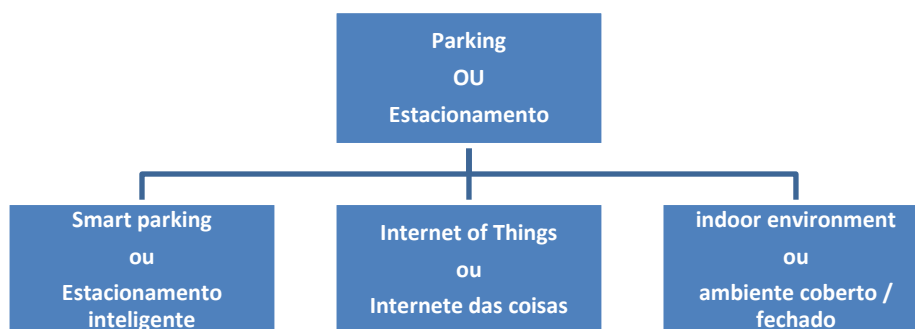 Parking
OU
Estacionamento
Smart parking
ou
Estacionamento
inteligente
Internet of Things
ou
Internete das coisas
indoor environment
ou
ambiente coberto /
fechado